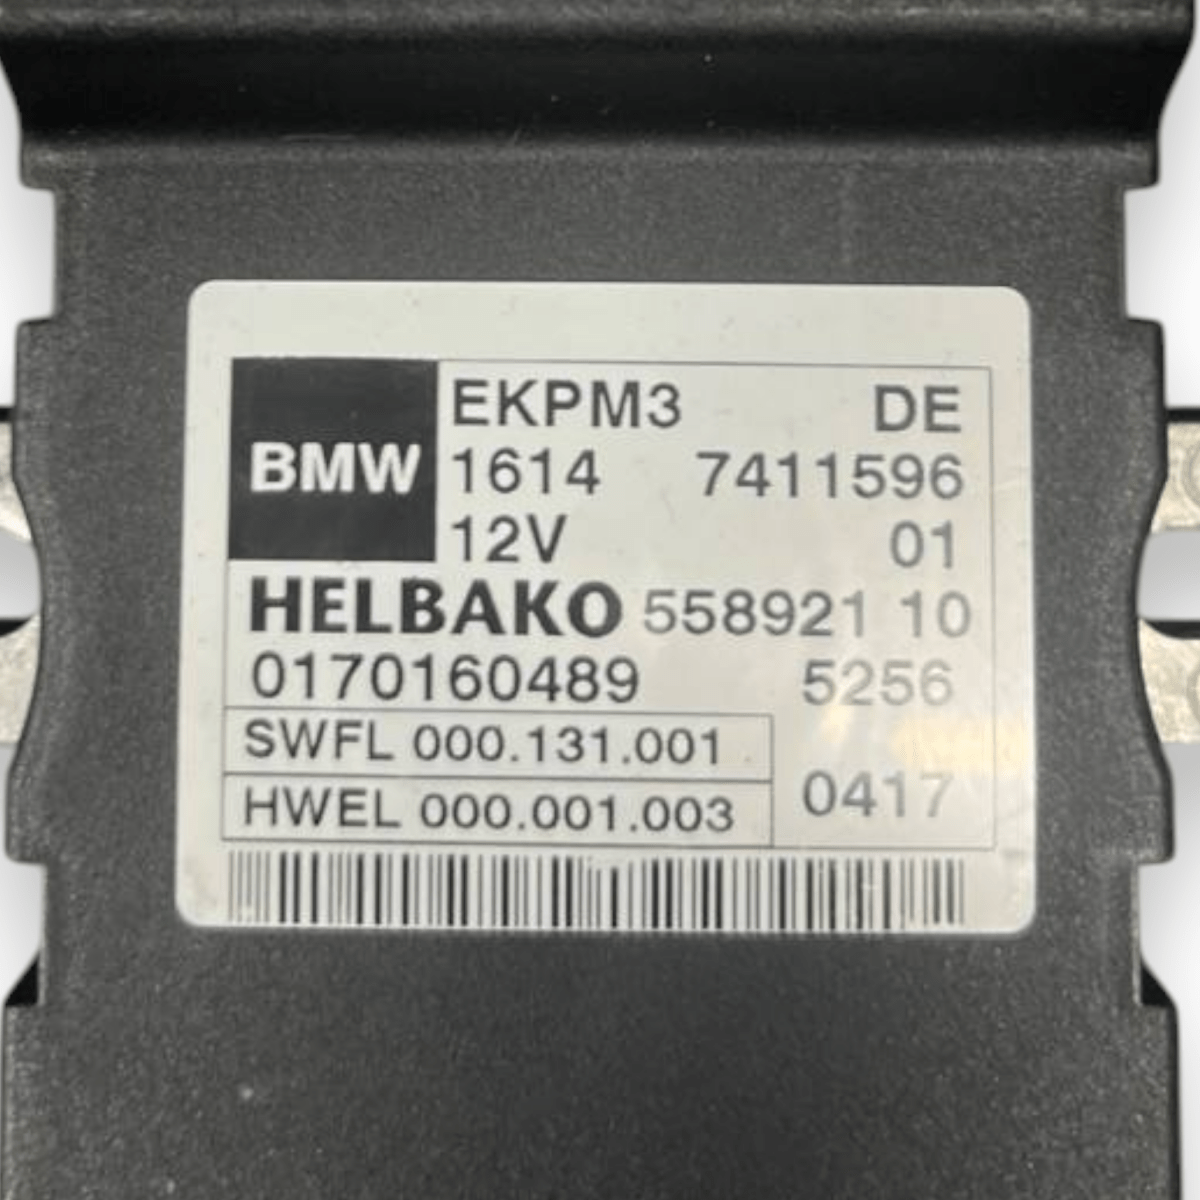 BMW
EKPM3 DE
1614 7411596
12V 01
HELBAKO 558921 10
0170160489 5256
SWFL 000.131.001
HWEL 000.001.003
0417